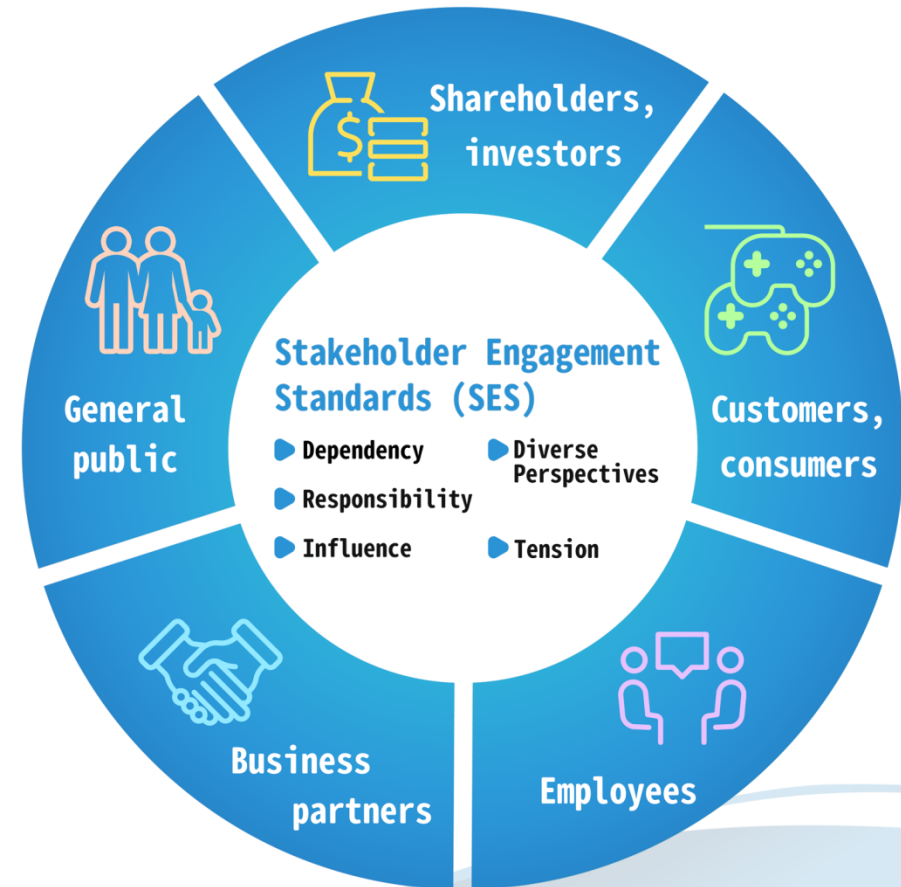 Shareholders,
investors
Customers,
consumers
Employees
Business
partners
General
public
Stakeholder Engagement
Standards (SES)
Dependency
Responsibility
Influence
Diverse
Perspectives
Tension
$